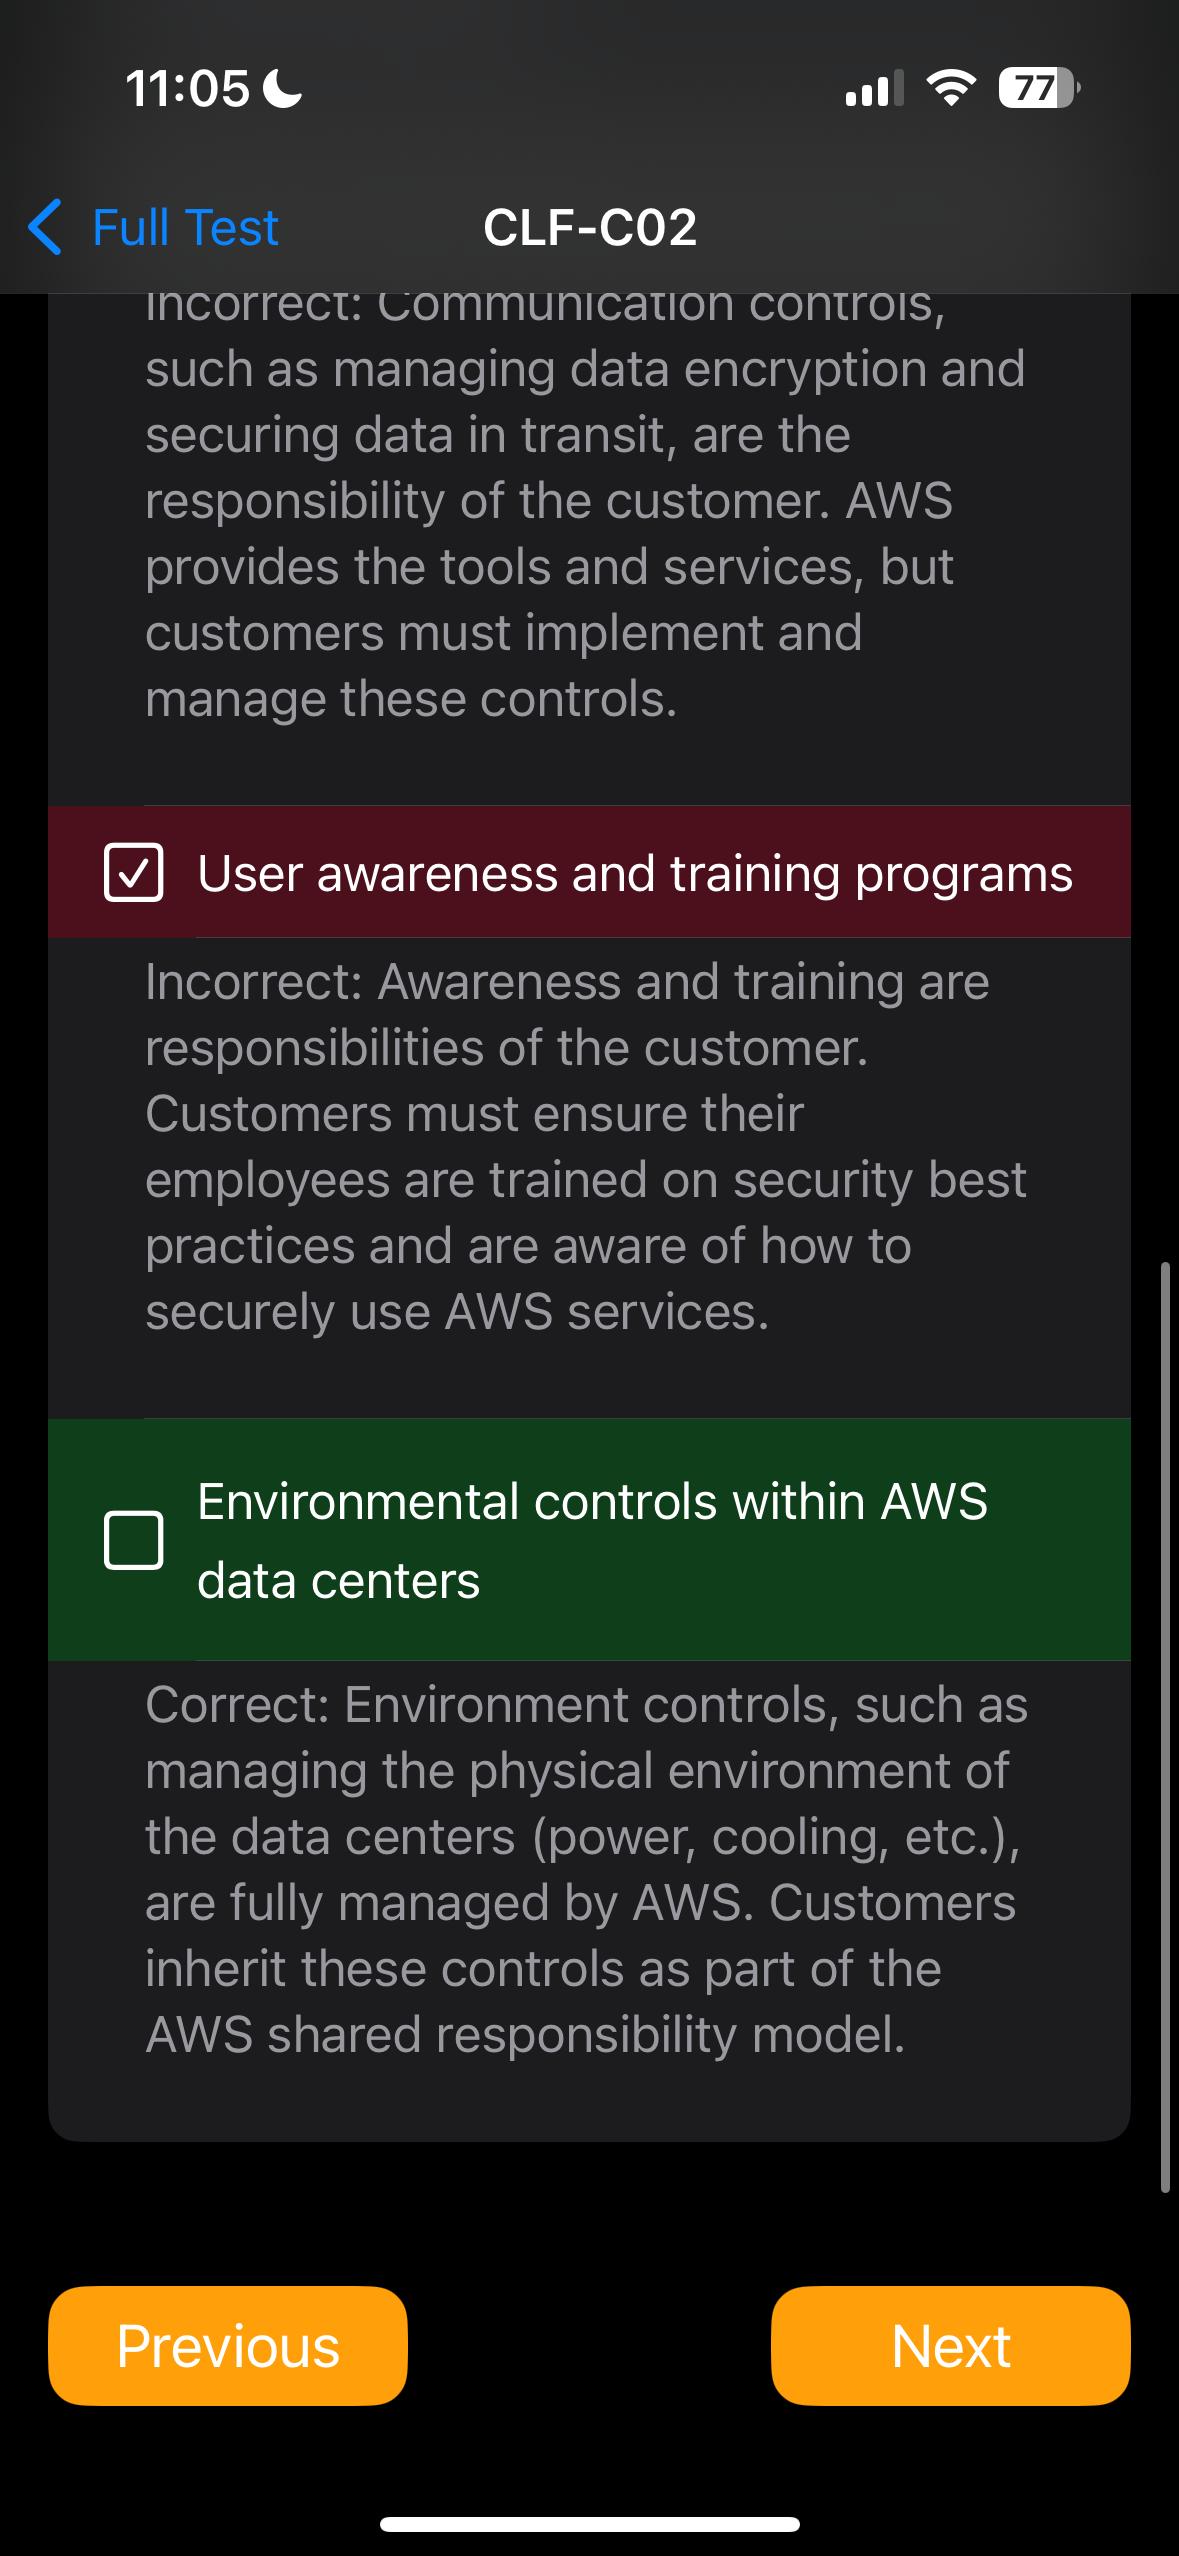 11:05
77
Full Test
CLF-C02
Incorrect: Communication controls,
such as managing data encryption and
securing data in transit, are the
responsibility of the customer. AWS
provides the tools and services, but
customers must implement and
manage these controls.
User awareness and training programs
Incorrect: Awareness and training are
responsibilities of the customer.
Customers must ensure their
employees are trained on security best
practices and are aware of how to
securely use AWS services.
Environmental controls within AWS
data centers
Correct: Environment controls, such as
managing the physical environment of
the data centers (power, cooling, etc.),
are fully managed by AWS. Customers
inherit these controls as part of the
AWS shared responsibility model.
Previous
Next